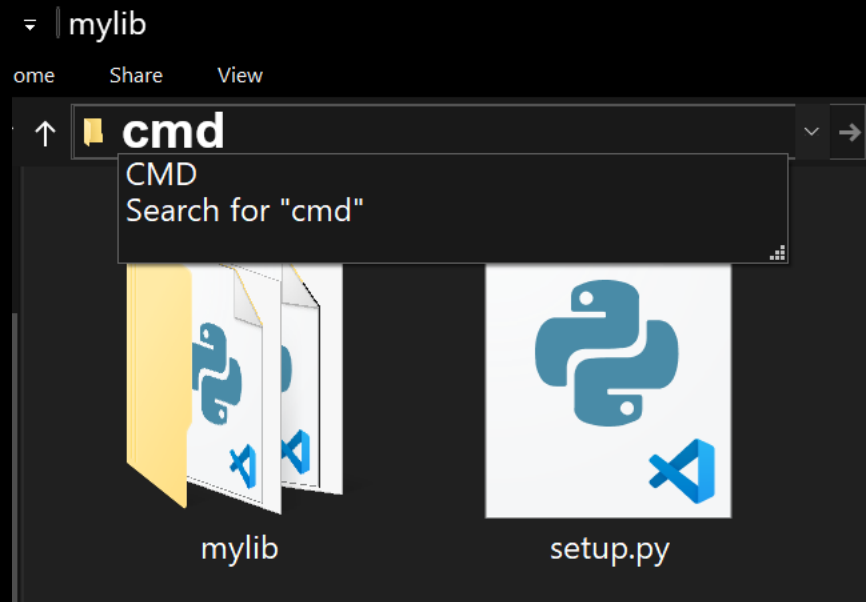 mylib
ome Share View
cmd
CMD
Search for "cmd"
mylib
setup.py